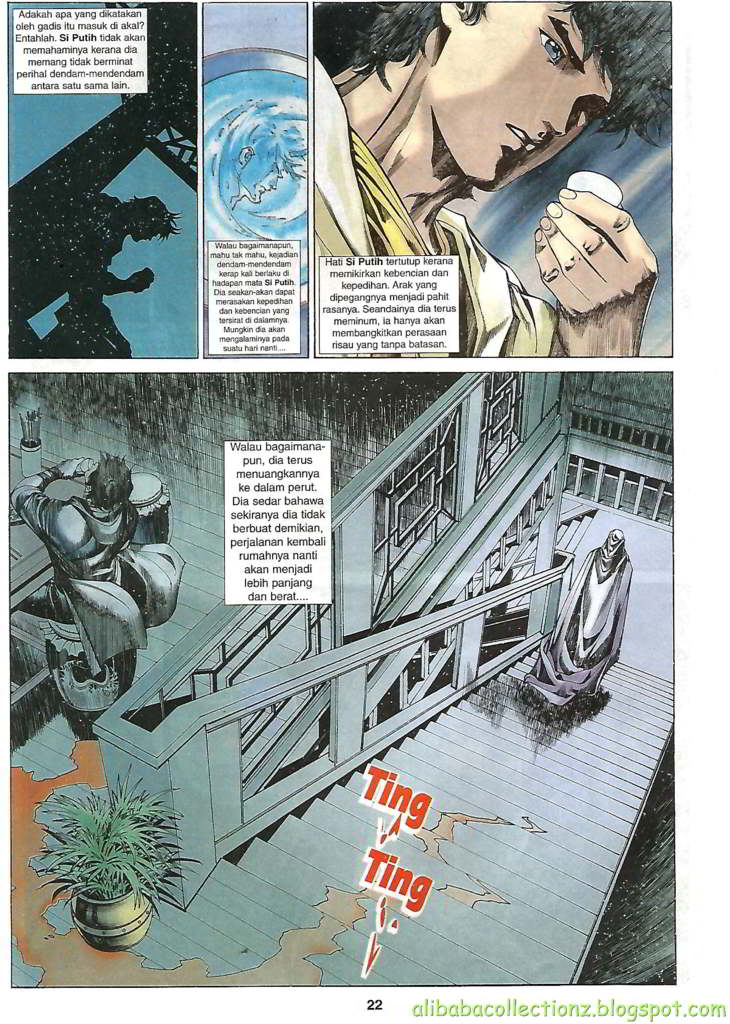 Adakah apa yang dikatakan
oleh gadis itu masuk di akal?
Entahlah. Si Putih tidak akan
memahaminya kerana dia
memang tidak berminat
perihal dendam-mendendam
antara satu sama lain.
Walau bagaimanapun,
mahu tak mahu, kejadian
dendam-mendendam
kerap kali berlaku di
hadapan mata Si Putih.
Dia seakan-akan dapat
merasakan kepedihan
dan kebencian yang
tersirat di dalamnya.
Mungkin dia akan
mengalaminya pada
suatu hari nanti....
Hati Si Putih tertutup kerana
memikirkan kebencian dan
kepedihan. Arak yang
dipegangnya menjadi pahit
rasanya. Seandainya dia terus
meminum, ia hanya akan
membangkitkan perasaan
risau yang tanpa batasan.
Walau bagaimana-
pun, dia terus
menuangkannya
ke dalam perut.
Dia sedar bahawa
sekiranya dia tidak
berbuat demikian,
perjalanan kembali
rumahnya nanti
akan menjadi
lebih panjang
dan berat....
Ting
Ting
22
alibabacollectionz.blogspot.com